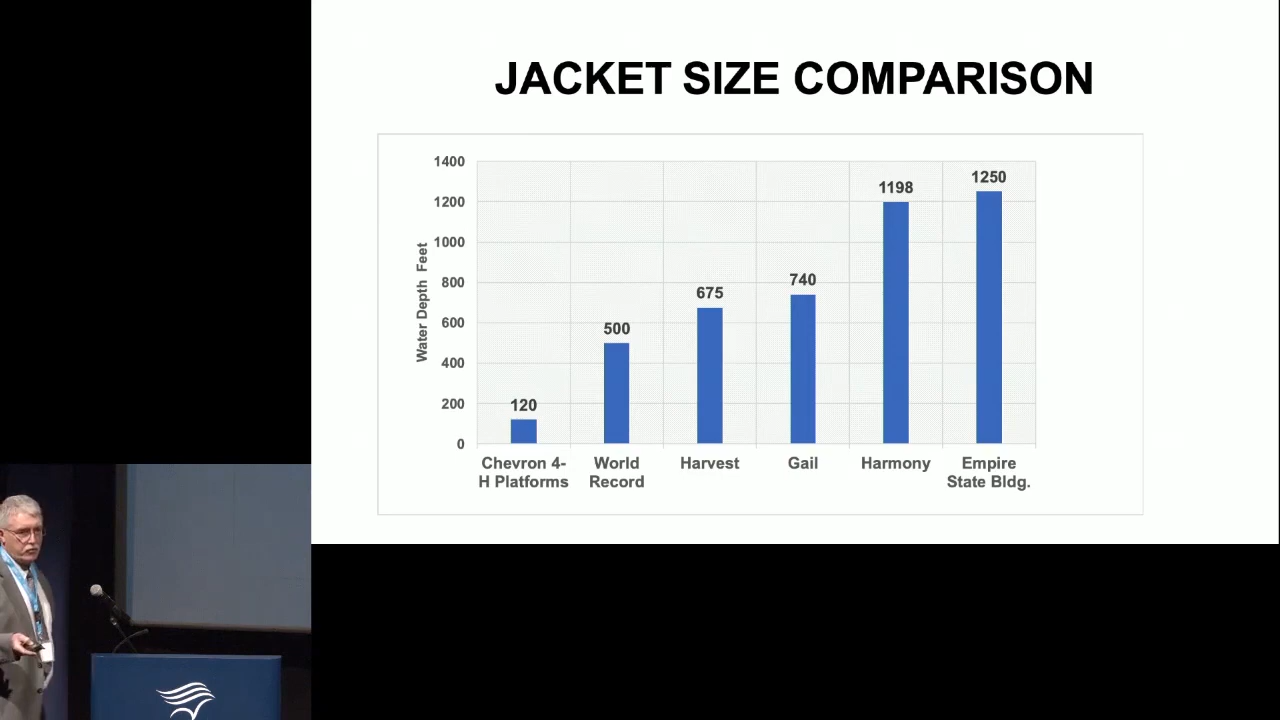 JACKET SIZE COMPARISON
1400
1200
1000
800
600
400
200
0
Water Depth Feet
120
500
675
740
1198
1250
Chevron 4-
H Platforms
World
Record
Harvest
Gail
Harmony
Empire
State Bldg.